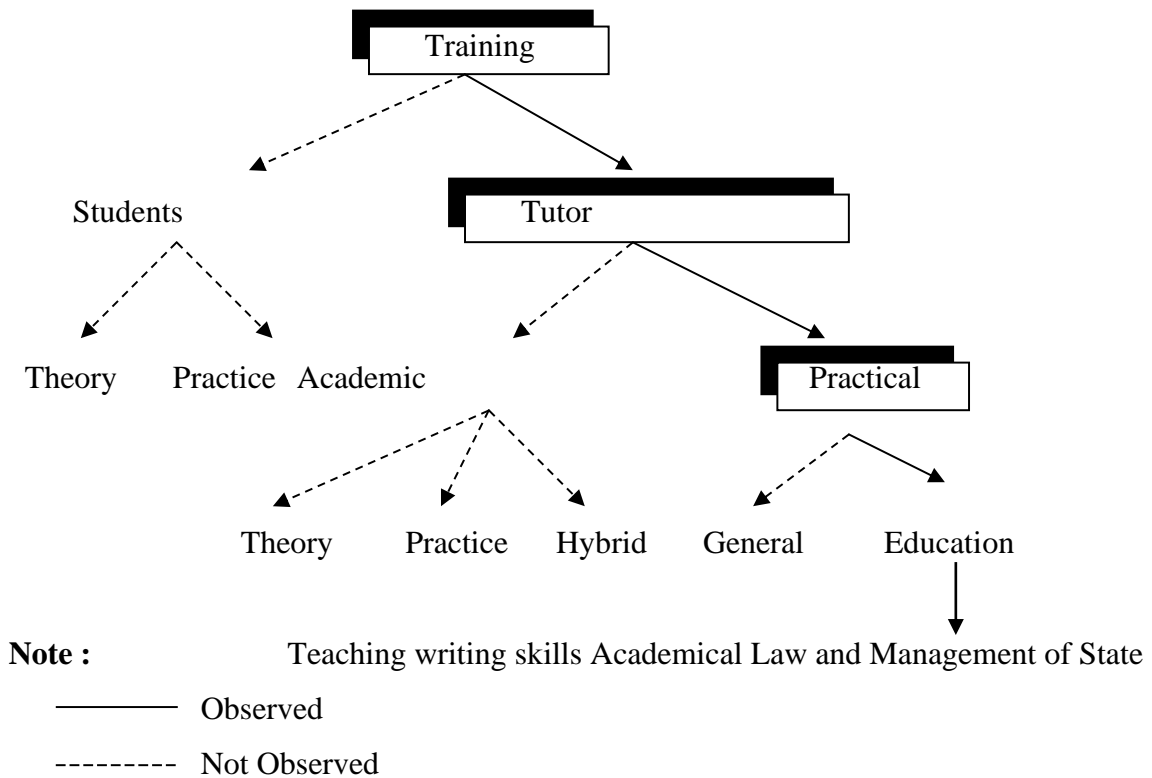 Training
Students Tutor
Theory Practice Academic Practical
Theory Practice Hybrid General Education
Note : Teaching writing skills Academical Law and Management of State
Observed
Not Observed